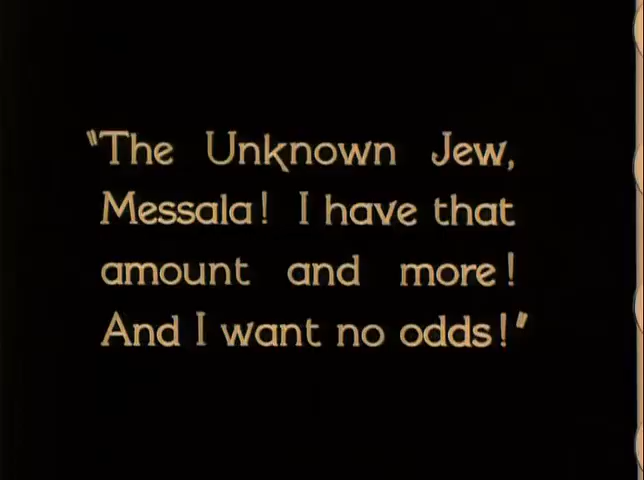 "The Unknown Jew,
Messala! I have that
amount and more!
And I want no odds!"